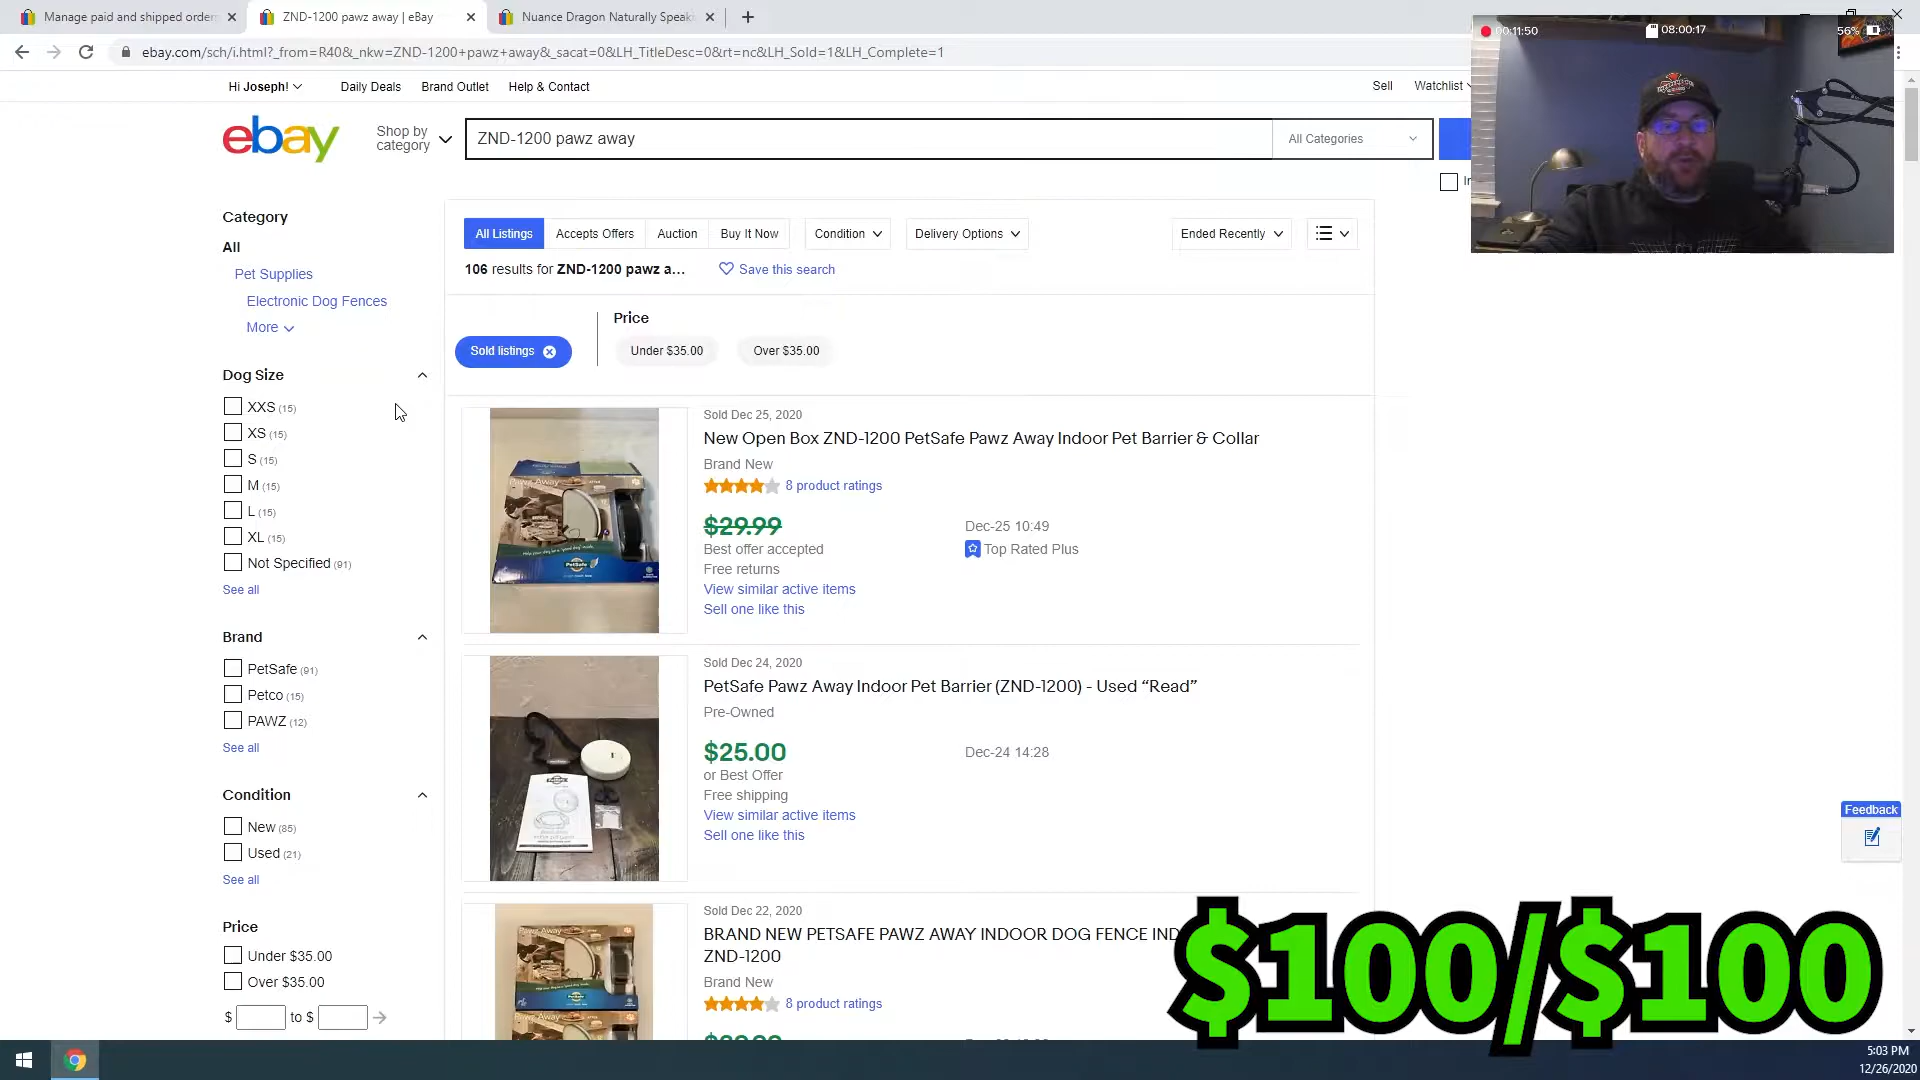 Manage paid and shipped order
ZND-1200 pawz away | eBay
Nuance Dragon Naturally Speak
ebay.com/sch/i.html?_from=R40&_nkw=ZND-1200+pawz+away&_sacat=0&LH_TitleDesc=0&rt=nc&LH_Sold=1&LH_Complete=1
00:11:50
08:00:17
56%
Hi Joseph!
Daily Deals
Brand Outlet
Help & Contact
Sell
Watchlist
ebay
Shop by category
ZND-1200 pawz away
All Categories
Category
All
Pet Supplies
Electronic Dog Fences
More
Dog Size
XXS (15)
XS (15)
S (15)
M (15)
L (15)
XL (15)
Not Specified (91)
See all
Brand
PetSafe (91)
Petco (15)
PAWZ (12)
See all
Condition
New (85)
Used (21)
See all
Price
Under $35.00
Over $35.00
$ to $
All Listings
Accepts Offers
Auction
Buy It Now
Condition
Delivery Options
Ended Recently
106 results for ZND-1200 pawz a...
Save this search
Sold listings
Price
Under $35.00
Over $35.00
Sold Dec 25, 2020
New Open Box ZND-1200 PetSafe Pawz Away Indoor Pet Barrier & Collar
Brand New
8 product ratings
$29.99
Dec-25 10:49
Best offer accepted
Top Rated Plus
Free returns
View similar active items
Sell one like this
Pawz Away
PetSafe
Sold Dec 24, 2020
PetSafe Pawz Away Indoor Pet Barrier (ZND-1200) - Used “Read”
Pre-Owned
$25.00
Dec-24 14:28
or Best Offer
Free shipping
View similar active items
Sell one like this
Sold Dec 22, 2020
BRAND NEW PETSAFE PAWZ AWAY INDOOR DOG FENCE IND
ZND-1200
Brand New
8 product ratings
Pawz Away
Feedback
$100/$100
5:03 PM
12/26/2020